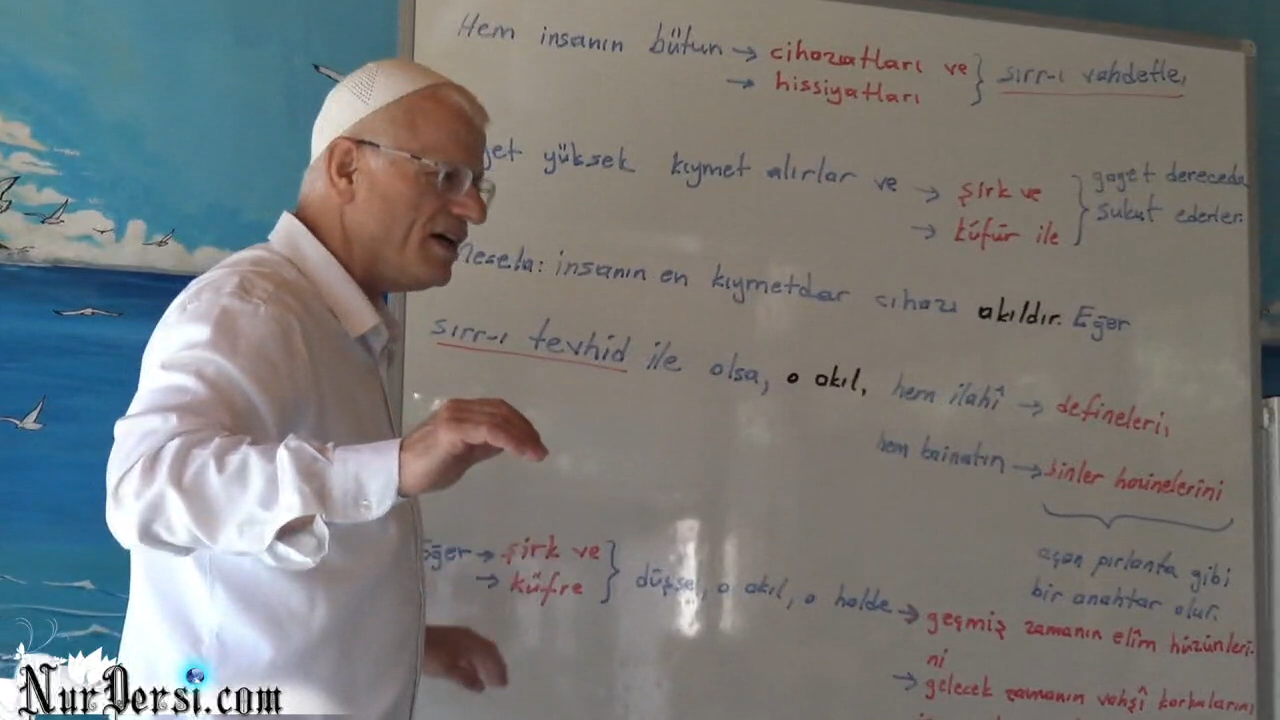 Hem insanın bütün → cihazatları ve } sırr-ı vahdetle,
→ hissiyatları
yüksek kıymet alırlar ve → şirk ve } gayet derecede
→ küfür ile } sukut ederler.
Mesela: insanın en kıymetdar cihazı akıldır. Eğer
sırr-ı tevhid ile olsa, o akıl, hem ilahî → defineleri,
hem kainatın → binler hazinelerini
açan pırlanta gibi
bir anahtar olur.
Eğer → şirk ve } düşse, o akıl, o halde → geçmiş zamanın elîm hüzünleri-
→ küfre
ni
→ gelecek zamanın vahşî korkularını
NurDersi.com